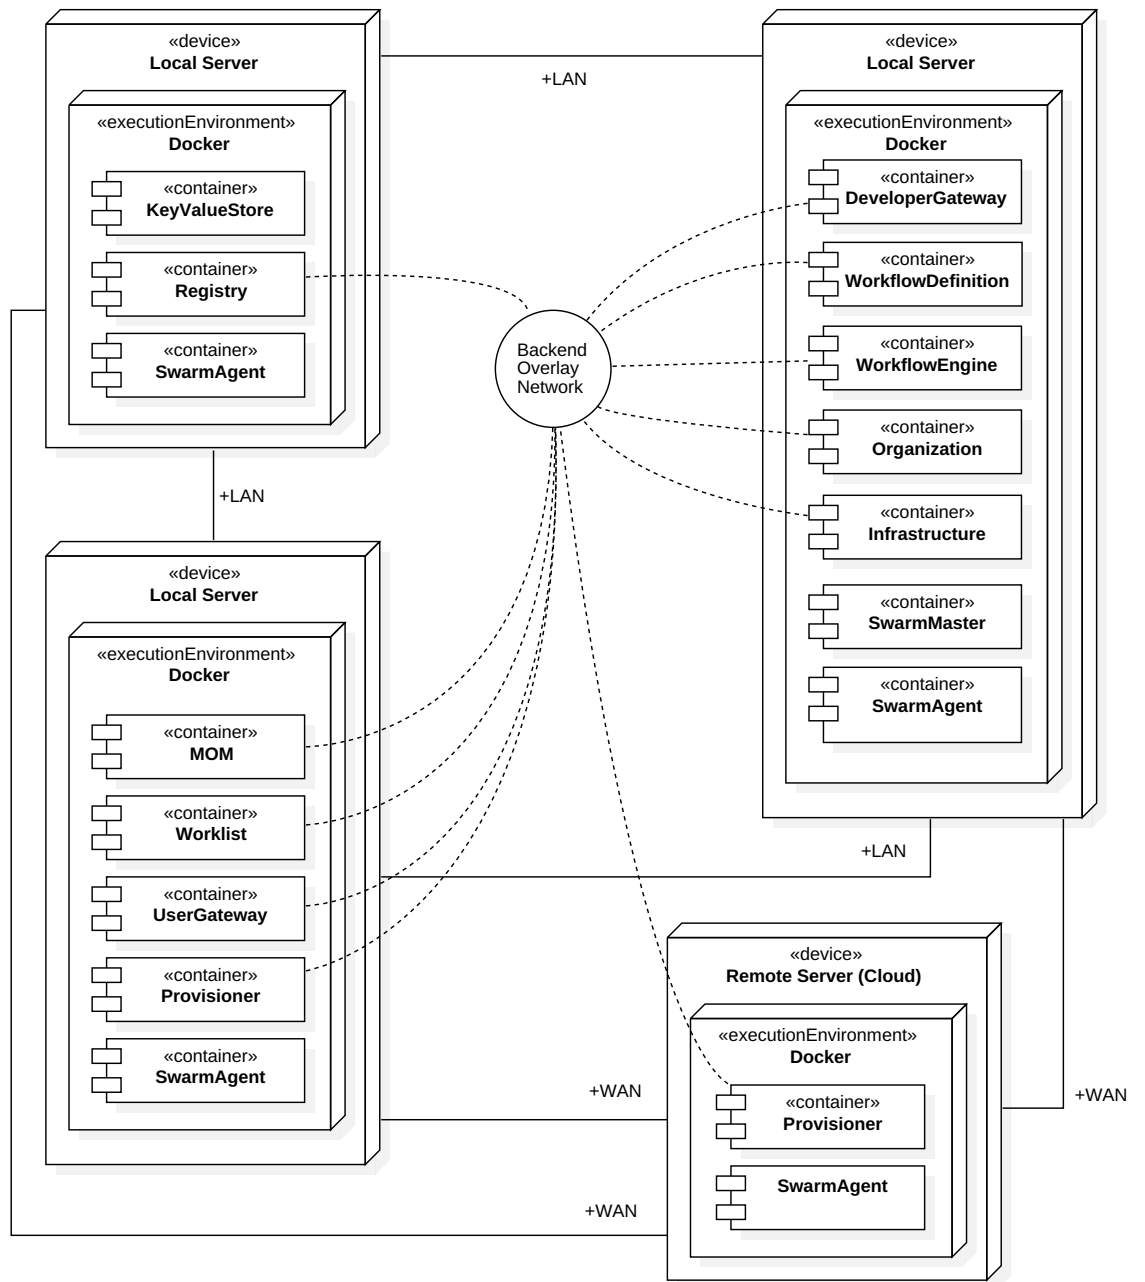 «device»
Local Server
«executionEnvironment»
Docker
«container»
KeyValueStore
«container»
Registry
«container»
SwarmAgent
+LAN
«device»
Local Server
«executionEnvironment»
Docker
«container»
DeveloperGateway
«container»
WorkflowDefinition
«container»
WorkflowEngine
«container»
Organization
«container»
Infrastructure
«container»
SwarmMaster
«container»
SwarmAgent
Backend
Overlay
Network
+LAN
«device»
Local Server
«executionEnvironment»
Docker
«container»
MOM
«container»
Worklist
«container»
UserGateway
«container»
Provisioner
«container»
SwarmAgent
+LAN
«device»
Remote Server (Cloud)
«executionEnvironment»
Docker
«container»
Provisioner
SwarmAgent
+WAN
+WAN
+WAN